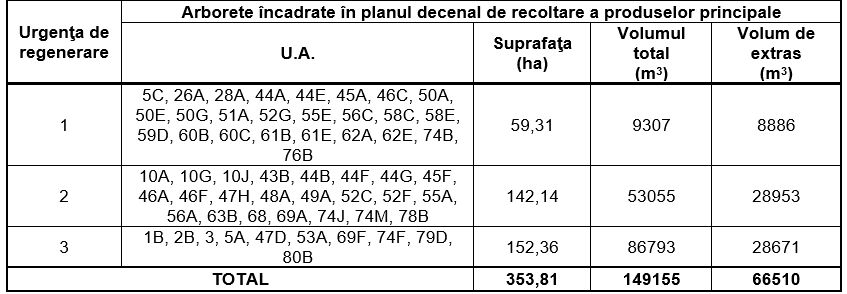 Urgenţa de regenerare
Arborete încadrate în planul decenal de recoltare a produselor principale
U.A.
Suprafaţa (ha)
Volumul total (m³)
Volum de extras (m³)
1
5C, 26A, 28A, 44A, 44E, 45A, 46C, 50A,
50E, 50G, 51A, 52G, 55E, 56C, 58C, 58E,
59D, 60B, 60C, 61B, 61E, 62A, 62E, 74B,
76B
59,31
9307
8886
2
10A, 10G, 10J, 43B, 44B, 44F, 44G, 45F,
46A, 46F, 47H, 48A, 49A, 52C, 52F, 55A,
56A, 63B, 68, 69A, 74J, 74M, 78B
142,14
53055
28953
3
1B, 2B, 3, 5A, 47D, 53A, 69F, 74F, 79D,
80B
152,36
86793
28671
TOTAL
353,81
149155
66510